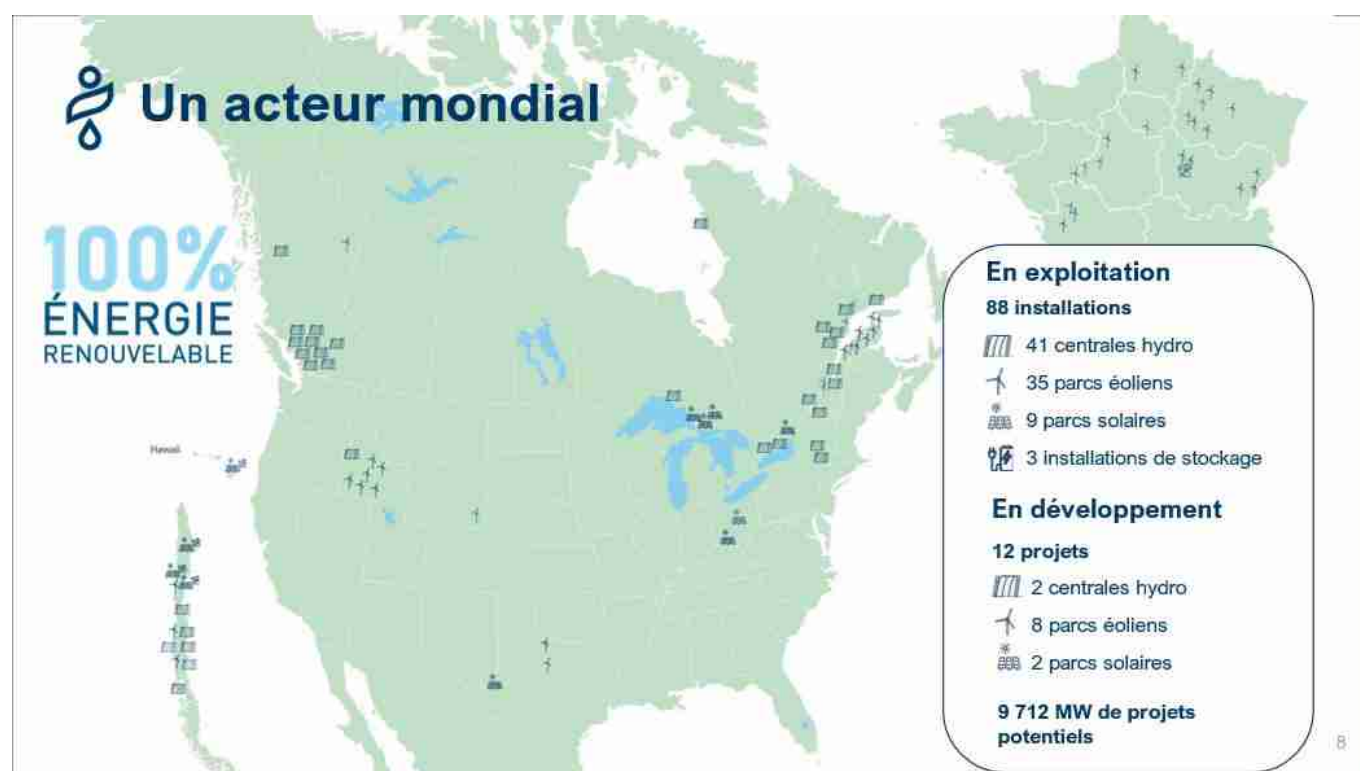 Un acteur mondial
100%
ÉNERGIE
RENOUVELABLE
Hawaii
En exploitation
88 installations
41 centrales hydro
35 parcs éoliens
9 parcs solaires
3 installations de stockage
En développement
12 projets
2 centrales hydro
8 parcs éoliens
2 parcs solaires
9 712 MW de projets
potentiels
8